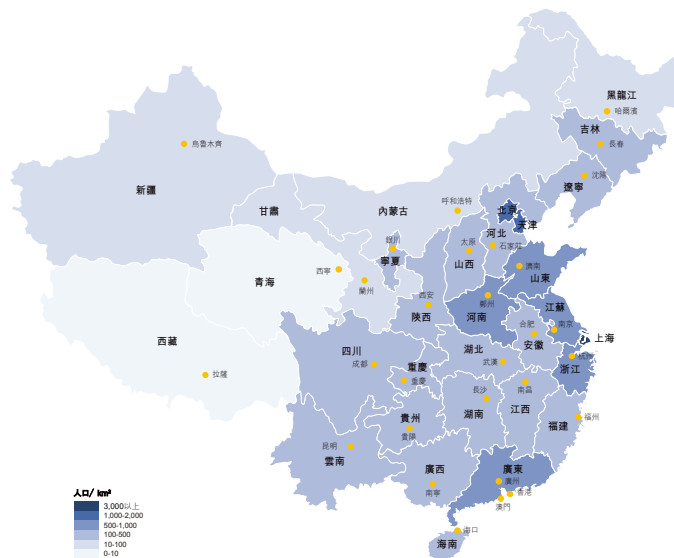 黑龍江
哈爾濱
吉林
長春
烏魯木齊
瀋陽
遼寧
新疆
甘肅
內蒙古
呼和浩特
北京
天津
河北
石家莊
銀川
太原
寧夏
山西
西寧
濟南
山東
青海
蘭州
西安
鄭州
陝西
河南
江蘇
南京
合肥
安徽
上海
西藏
四川
成都
湖北
武漢
杭州
浙江
重慶
重慶
拉薩
長沙
南昌
貴州
湖南
江西
貴陽
福建
福州
昆明
雲南
廣西
廣東
廣州
南寧
香港
澳門
海口
海南
人口/ km²
3,000以上
1,000-2,000
500-1,000
100-500
10-100
0-10